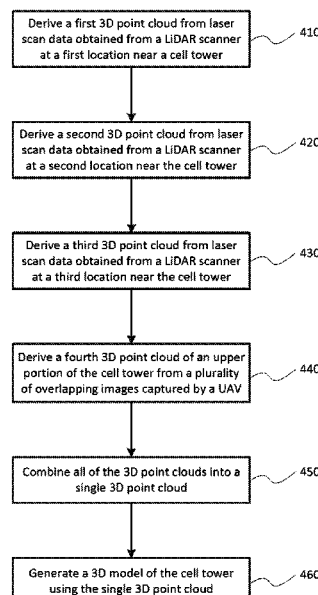 Derive a first 3D point cloud from laser
scan data obtained from a LiDAR scanner
at a first location near a cell tower
410
Derive a second 3D point cloud from laser
scan data obtained from a LiDAR scanner
at a second location near the cell tower
420
Derive a third 3D point cloud from laser
scan data obtained from a LiDAR scanner
at a third location near the cell tower
430
Derive a fourth 3D point cloud of an upper
portion of the cell tower from a plurality
of overlapping images captured by a UAV
440
Combine all of the 3D point clouds into a
single 3D point cloud
450
Generate a 3D model of the cell tower
using the single 3D point cloud
460